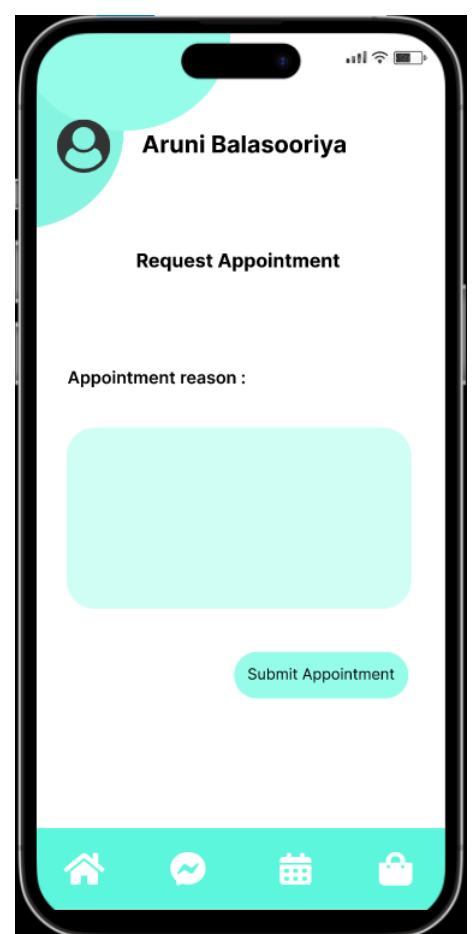 Aruni Balasooriya
Request Appointment
Appointment reason :
Submit Appointment